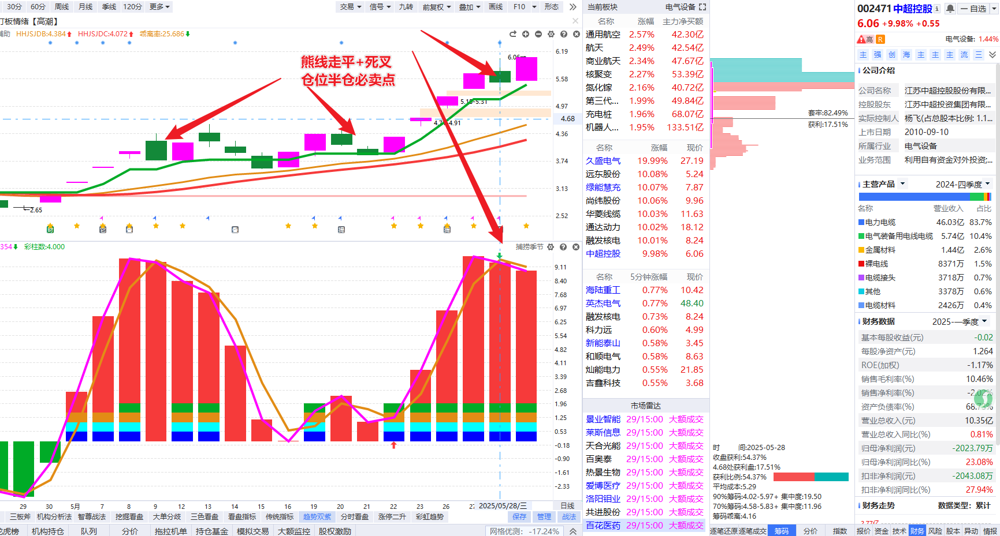 30分 60分 周线 月线 季线 120分 更多
交易 信号 九转 前复权 叠加 画线 F10 形态
打板情绪【高潮】
辅助 HHJSJDB:4.384 HHJSJDC:4.072 乖离率:25.686
熊线走平+死叉
仓位半仓必卖点
6.06
5.18-5.31
4.91
2.65
6.19
5.58
4.97
4.68
4.36
3.74
3.13
2.52
财
354 彩柱数:4.000
捕捞季节
9.11
8.40
7.68
6.97
6.25
5.54
4.82
4.11
3.39
2.68
1.96
1.25
0.53
-0.18
-0.90
-1.61
-2.33
29 30 5月 7 8 9 12 13 14 15 16 19 20 21 22 23 26 27 2025/05/28/三 日线
三板斧 机构分析法 智尊战法 挖掘看盘 大单分歧 三色看盘 看盘指标 传统指标 趋势双紫 分时看盘 涨停二升 彩虹趋势 保存 管理 战法
龙虎榜 机构持仓 队列 分价 拖拉机单 持仓基金 模拟交易 大额监控 股权激励 网格优测: -17.24%
当前板块 电气设备
名称 涨幅 主力净买额
通用航空 2.57% 42.30亿
航天 2.49% 42.54亿
商业航天 2.34% 47.67亿
核聚变 2.27% 53.39亿
氮化镓 2.16% 40.72亿
第三代... 1.99% 49.84亿
充电桩 1.96% 68.07亿
机器人... 1.95% 133.51亿
名称 涨幅 现价
久盛电气 19.99% 27.19
远东股份 10.08% 5.24
绿能慧充 10.07% 7.87
尚纬股份 10.06% 9.96
华菱线缆 10.03% 11.63
通达动力 10.02% 18.12
融发核电 10.01% 8.24
中超控股 9.98% 6.06
名称 5分钟涨幅 现价
海陆重工 0.77% 10.42
英杰电气 0.77% 48.40
融发核电 0.73% 8.24
科力远 0.60% 4.99
新能泰山 0.58% 3.45
和顺电气 0.58% 8.63
灿能电力 0.55% 21.85
吉鑫科技 0.55% 3.68
市场雷达
景业智能 29/15:00 大额成交
莱斯信息 29/15:00 大额成交
天合光能 29/15:00 大额成交
百奥泰 29/15:00 大额成交
热景生物 29/15:00 大额成交
爱博医疗 29/15:00 大额成交
洛阳钼业 29/15:00 大额成交
共进股份 29/15:00 大额成交
百花医药 29/15:00 大额成交
套牢:82.49%
获利:17.51%
时 间:2025-05-28
收盘获利:54.37%
4.68处获利盘:17.51%
获利比例:54.37%
平均成本:5.29
90%筹码:4.02-5.97+ 集中度:19.50
70%筹码:4.58-5.83+ 集中度:11.96
筹码乖离:4.16
逐笔还原 逐笔成交 筹码 分价 指数 报价 资金 技术 财务 风险 股本 异动 情报
002471 中超控股 自选
6.06 +9.98% +0.55
高 R 电气设备: 1.44%
主 强 创 海 主 主 主 流 三
公司介绍
公司名称 江苏中超控股股份有限...
控股股东 江苏中超投资集团有限...
实际控制人 杨飞(占总股本比例: 1.1...
上市日期 2010-09-10
所属行业 电气设备
业务范围 利用自有资金对外投资;...
主营产品 2024-四季度
名称 营业收入 占比
电力电缆 46.03亿 83.7%
电气装备用电线电缆 5.74亿 10.4%
金属材料 1.44亿 2.6%
裸电线 8371万 1.5%
电缆接头 3718万 0.7%
其他 3378万 0.6%
电缆材料 2426万 0.4%
财务数据 2025-一季度
基本每股收益(元) -0.02
每股净资产(元) 1.264
ROE(加权) -1.17%
销售毛利率(%) 10.46%
销售净利率(%) -2.02%
资产负债率(%) 68.73%
营业总收入(元) 10.35亿
营业总收入同比(%) 0.81%
归母净利润(元) -2023.79万
归母净利润同比(%) 23.08%
扣非净利润(元) -2043.08万
扣非净利润同比(%) 27.94%
财务走势 数据类型: 累计